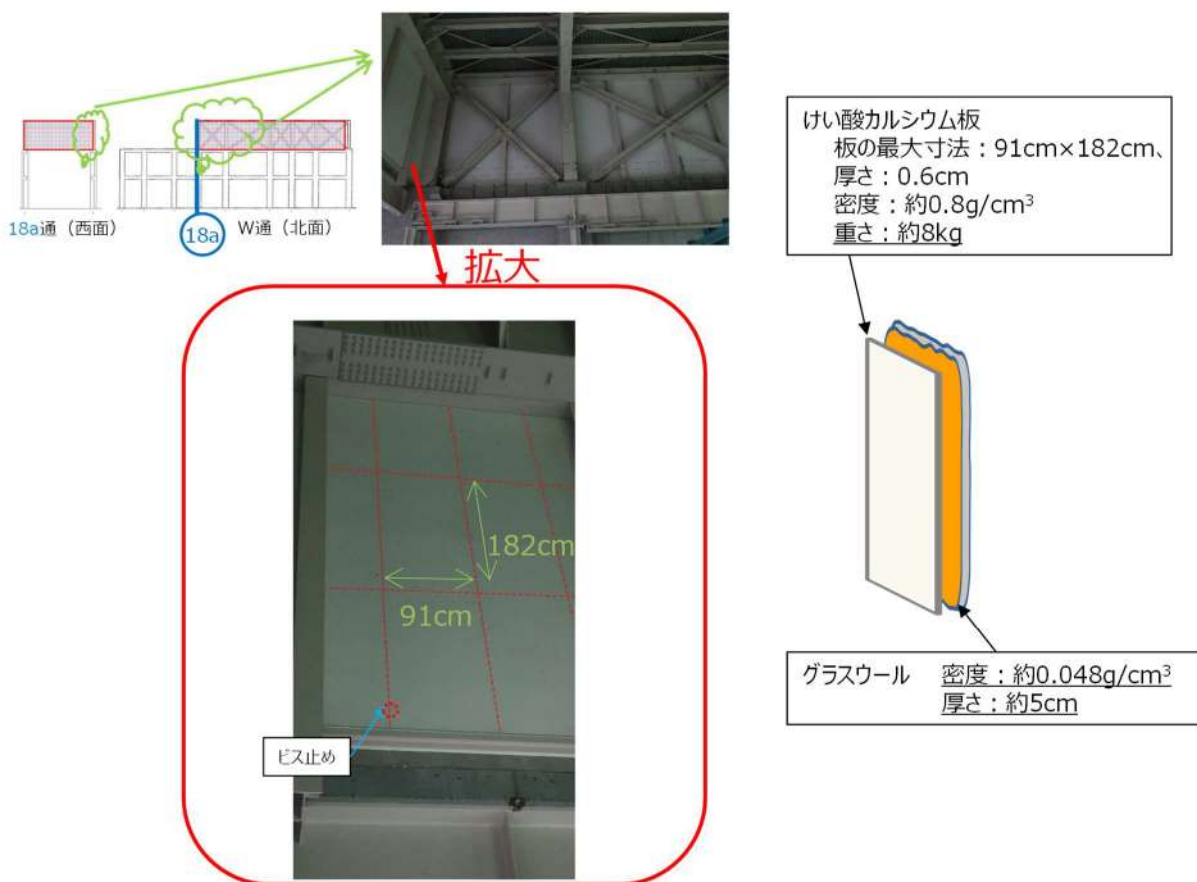 けい酸カルシウム板
板の最大寸法：91cm×182cm、
厚さ：0.6cm
密度：約0.8g/cm³
重さ：約8kg
18a通（西面）
18a
W通（北面）
拡大
182cm
91cm
ビス止め
グラスウール　密度：約0.048g/cm³
厚さ：約5cm